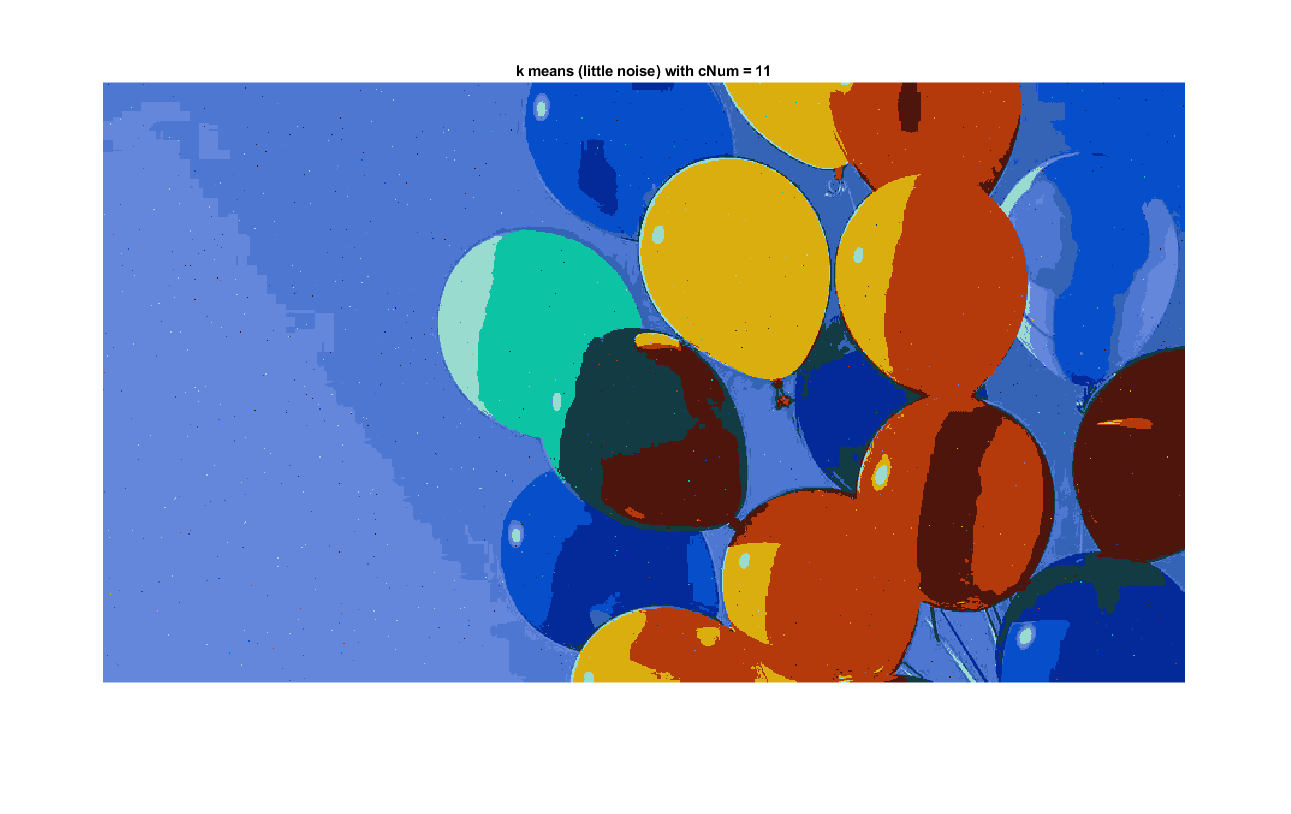 k means (little noise) with cNum = 11